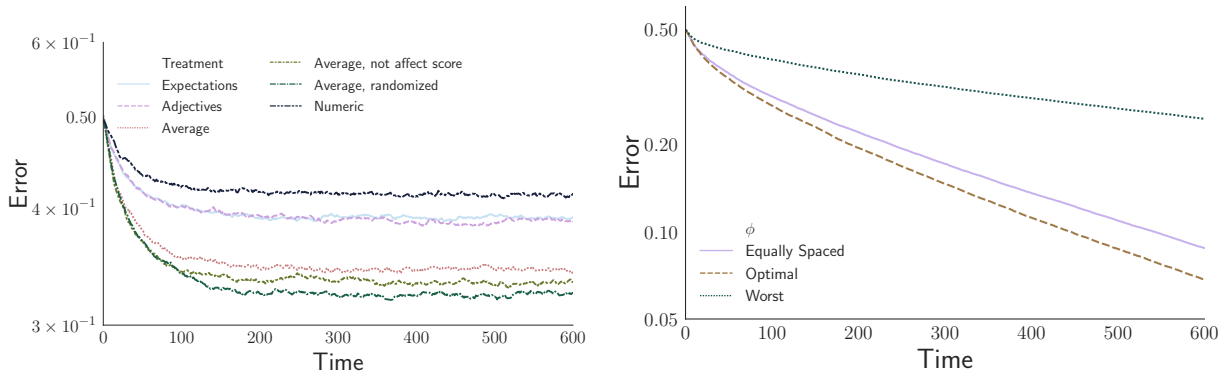 6 × 10⁻¹
0.50
4 × 10⁻¹
3 × 10⁻¹
Error
Treatment
Expectations
Adjectives
Average
Average, not affect score
Average, randomized
Numeric
0 100 200 300 400 500 600
Time
0.50
0.20
0.10
0.05
Error
ϕ
Equally Spaced
Optimal
Worst
0 100 200 300 400 500 600
Time